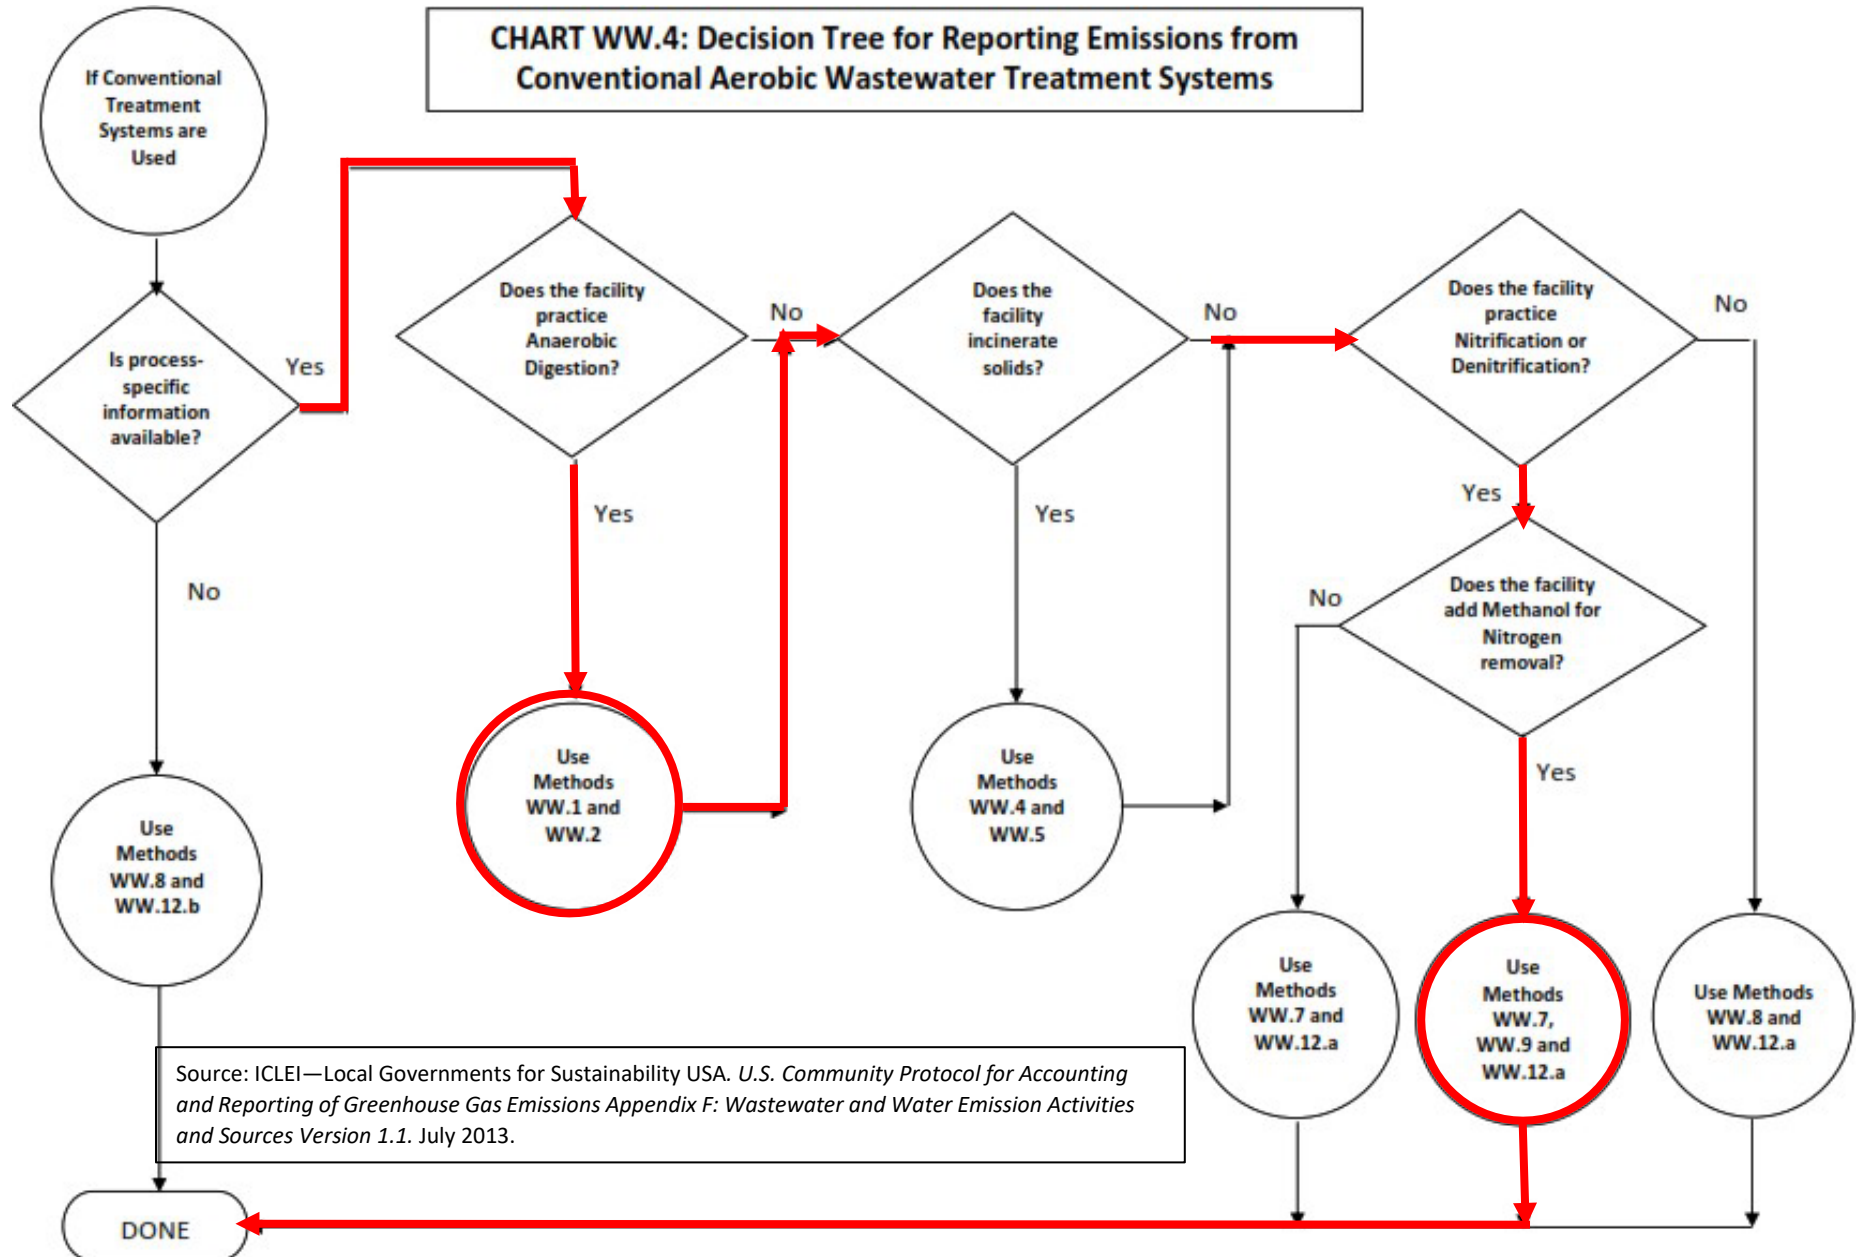 CHART WW.4: Decision Tree for Reporting Emissions from
Conventional Aerobic Wastewater Treatment Systems
If Conventional
Treatment
Systems are
Used
Is process-
specific
information
available?
Yes
No
Use
Methods
WW.8 and
WW.12.b
Does the facility
practice
Anaerobic
Digestion?
No
Yes
Use
Methods
WW.1 and
WW.2
Does the
facility
incinerate
solids?
No
Yes
Use
Methods
WW.4 and
WW.5
Does the facility
practice
Nitrification or
Denitrification?
No
Yes
Does the facility
add Methanol for
Nitrogen
removal?
No
Yes
Use
Methods
WW.7 and
WW.12.a
Use
Methods
WW.7,
WW.9 and
WW.12.a
Use Methods
WW.8 and
WW.12.a
Source: ICLEI—Local Governments for Sustainability USA. U.S. Community Protocol for Accounting
and Reporting of Greenhouse Gas Emissions Appendix F: Wastewater and Water Emission Activities
and Sources Version 1.1. July 2013.
DONE